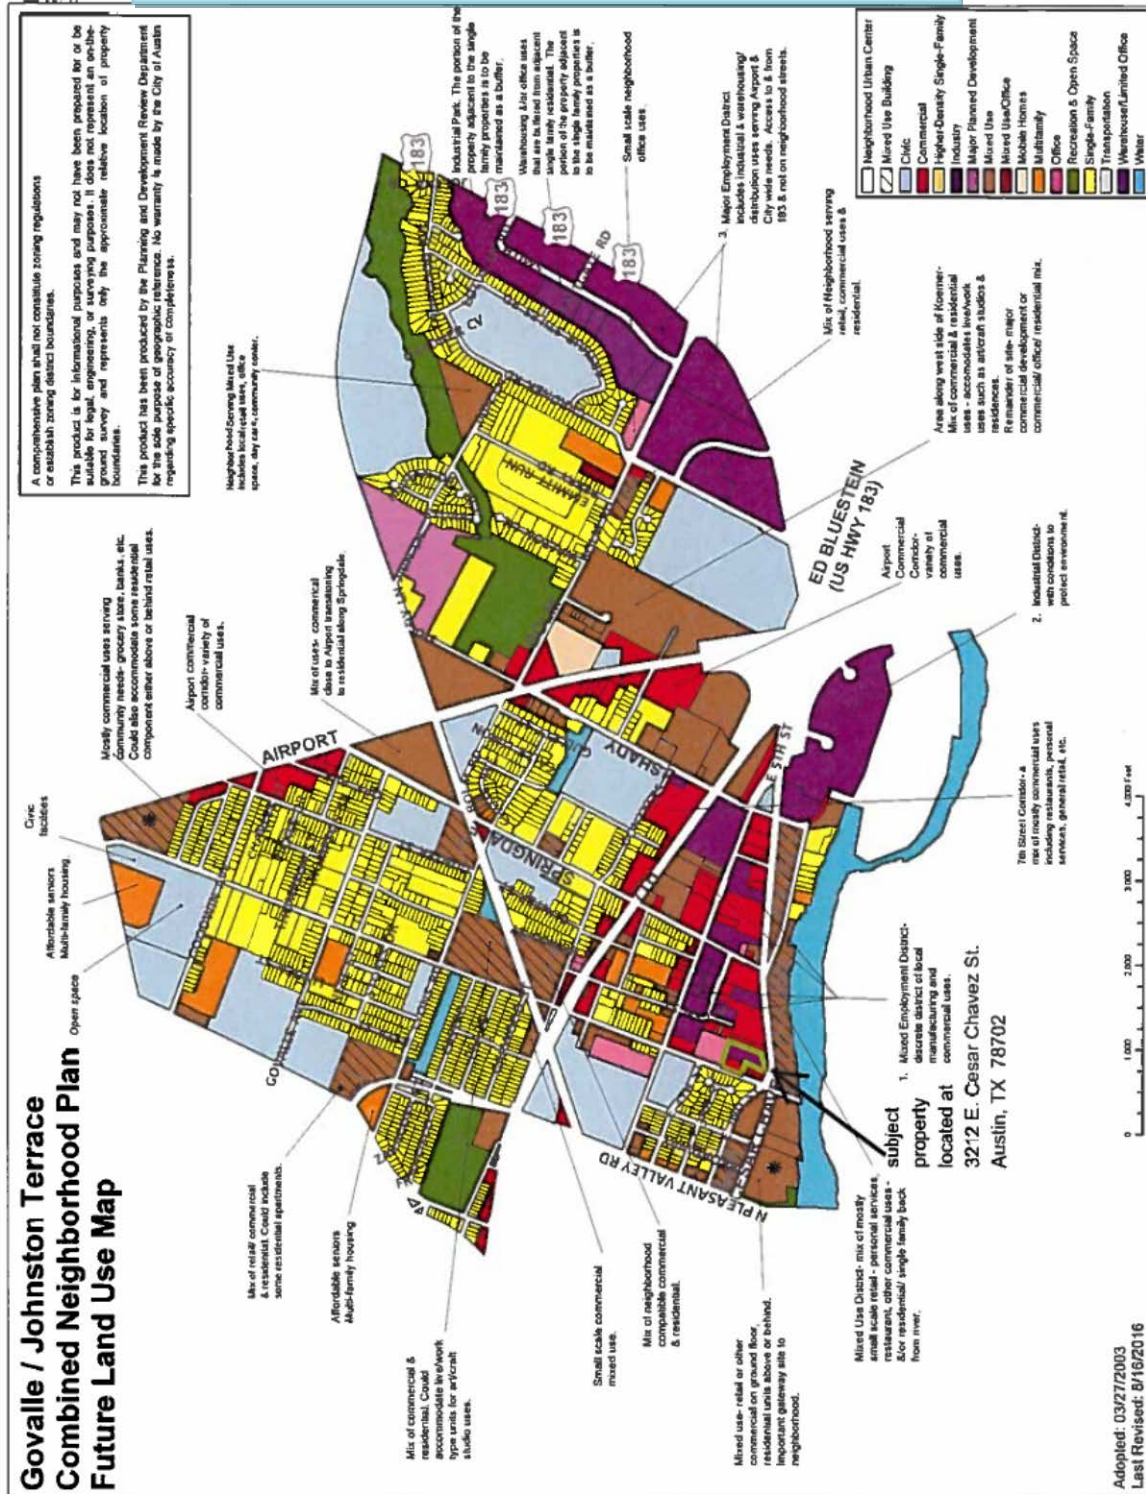 Govalle / Johnston Terrace
Combined Neighborhood Plan
Future Land Use Map
A comprehensive plan shall not constitute zoning regulations
or establish zoning district boundaries.
This product is for informational purposes and may not have been prepared for or be
suitable for legal, engineering, or surveying purposes. It does not represent an on-the-
ground survey and represents only the approximate relative location of property
boundaries.
This product has been produced by the Planning and Development Review Department
for the sole purpose of geographic reference. No warranty is made by the City of Austin
regarding specific accuracy or completeness.
Civic
facilities
Affordable seniors
Multi-family housing
Open space
Mostly commercial uses serving
community needs- grocery store, banks, etc.
Could also accommodate some residential
component either above or behind retail uses.
Airport commercial
corridor- variety of
commercial uses.
Mix of uses- commerical
close to Airport transitioning
to residential along Springdale.
Neighborhood Serving Mixed Use
Includes local retail uses, office
space, day care, community center.
Industrial Park. The portion of the
property adjacent to the single
family properties is to be
maintained as a buffer.
Warehousing &/or office uses
that are buffered from adjacent
single family residential. The
portion of the property adjacent
to the single family properties is
to be maintained as a buffer.
Small scale neighborhood
office uses.
3. Major Employment District
includes industrial & warehousing/
distribution uses serving Airport &
City wide needs. Access to & from
183 & not on neighborhood streets.
Mix of Neighborhood serving
retail, commercial uses &
residential.
Area along west side of Koerner-
Mix of commercial & residential
uses - accomodates live/work
uses such as art/craft studios &
residences.
Remainder of site- major
commercial development or
commercial/ office/ residential mix.
Airport
Commercial
Corridor-
variety of
commercial
uses.
2. Industrial District-
with conditions to
protect environment.
7th Street Corridor- a
mix of mostly commercial uses
including restaurants, personal
services, general retail, etc.
1. Mixed Employment District-
discrete district of local
manufacturing and
commercial uses.
Mix of retail/ commercial
& residential. Could include
some residential apartments.
Affordable seniors
Multi-family housing
Mix of commercial &
residential. Could
accommodate live/work
type units for art/craft
studio uses.
Small scale commercial
mixed use.
Mix of neighborhood
compatible commercial
& residential.
Mixed use- retail or other
commercial on ground floor,
residential units above or behind.
Important gateway site to
neighborhood.
Mixed Use District- mix of mostly
small scale retail - personal services,
restaurant, other commercial uses -
&/or residential/ single family back
from river.
subject
property
located at
3212 E. Cesar Chavez St.
Austin, TX 78702
AIRPORT
SHADY
E 5TH ST
N PLEASANT VALLEY RD
ED BLUESTEIN
(US HWY 183)
183
183
183
183
CV
Neighborhood Urban Center
Mixed Use Building
Civic
Commercial
Higher-Density Single-Family
Industry
Major Planned Development
Mixed Use
Mixed Use/Office
Mobile Homes
Multifamily
Office
Recreation & Open Space
Single-Family
Transportation
Warehouse/Limited Office
Water
0 1,000 2,000 3,000 4,000 Feet
Adopted: 03/27/2003
Last Revised: 8/16/2016